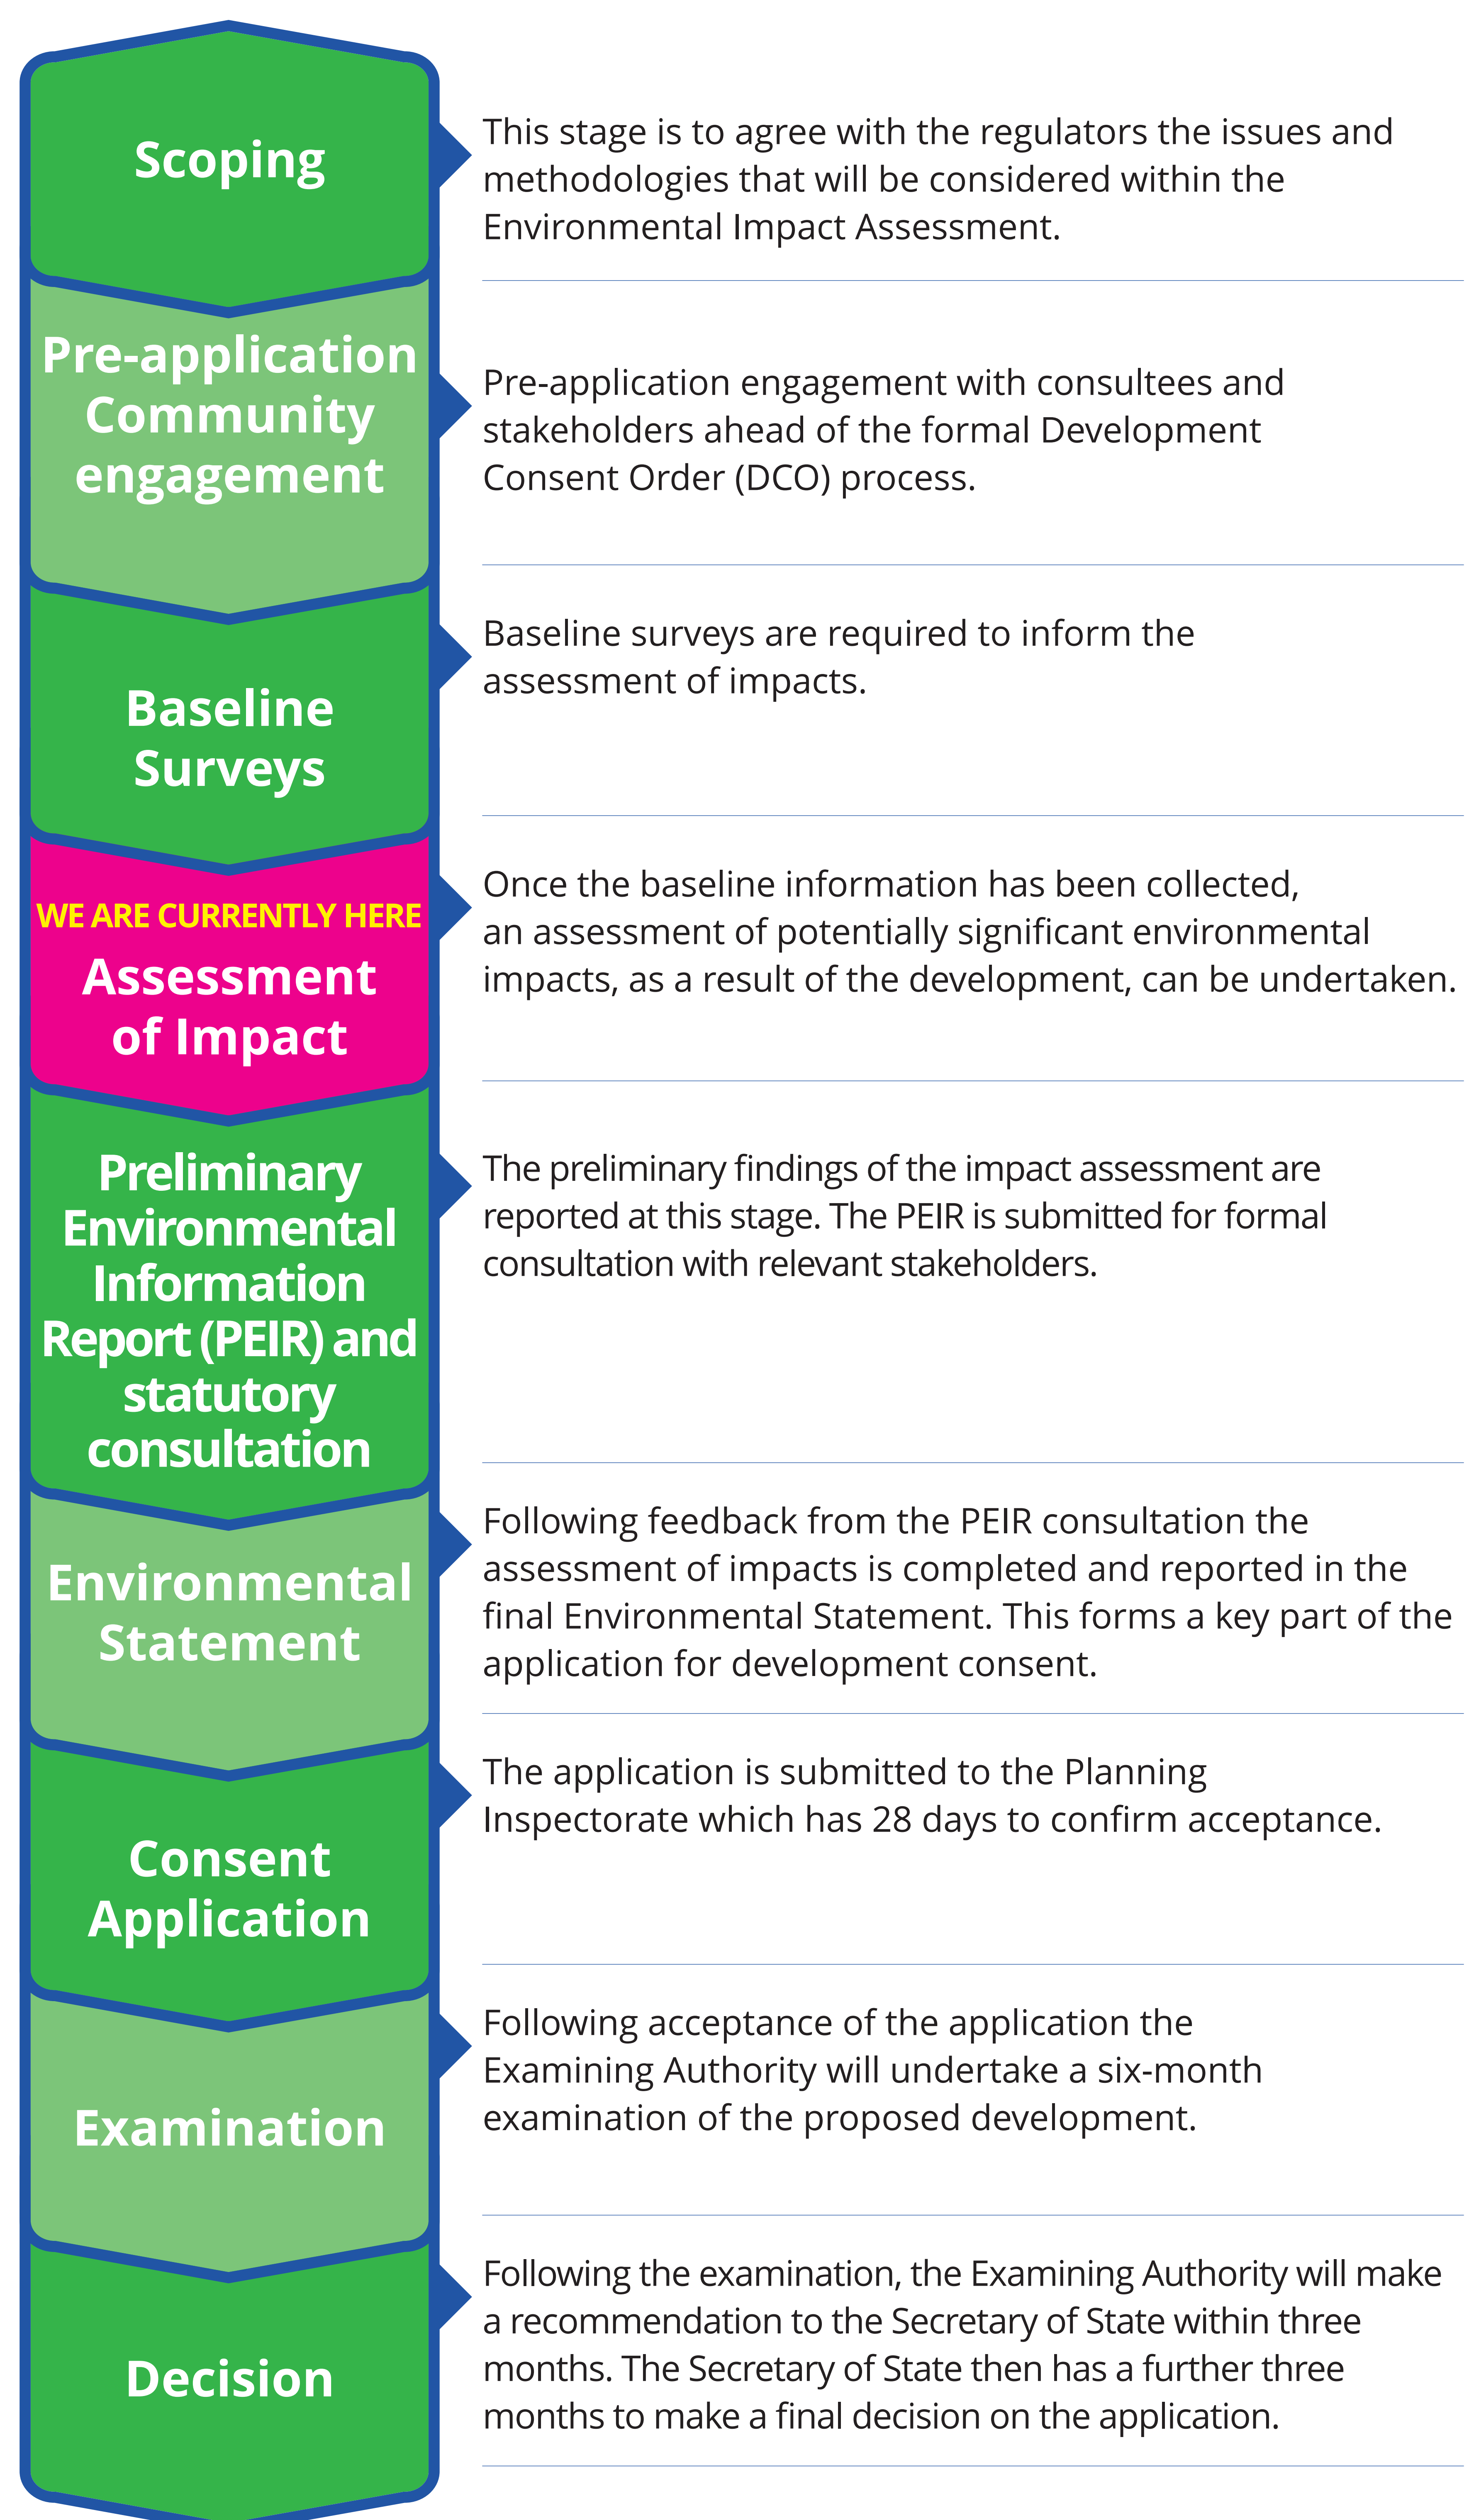 Scoping
This stage is to agree with the regulators the issues and
methodologies that will be considered within the
Environmental Impact Assessment.
Pre-application
Community
engagement
Pre-application engagement with consultees and
stakeholders ahead of the formal Development
Consent Order (DCO) process.
Baseline
Surveys
Baseline surveys are required to inform the
assessment of impacts.
WE ARE CURRENTLY HERE
Assessment
of Impact
Once the baseline information has been collected,
an assessment of potentially significant environmental
impacts, as a result of the development, can be undertaken.
Preliminary
Environmental
Information
Report (PEIR) and
statutory
consultation
The preliminary findings of the impact assessment are
reported at this stage. The PEIR is submitted for formal
consultation with relevant stakeholders.
Environmental
Statement
Following feedback from the PEIR consultation the
assessment of impacts is completed and reported in the
final Environmental Statement. This forms a key part of the
application for development consent.
Consent
Application
The application is submitted to the Planning
Inspectorate which has 28 days to confirm acceptance.
Examination
Following acceptance of the application the
Examining Authority will undertake a six-month
examination of the proposed development.
Decision
Following the examination, the Examining Authority will make
a recommendation to the Secretary of State within three
months. The Secretary of State then has a further three
months to make a final decision on the application.